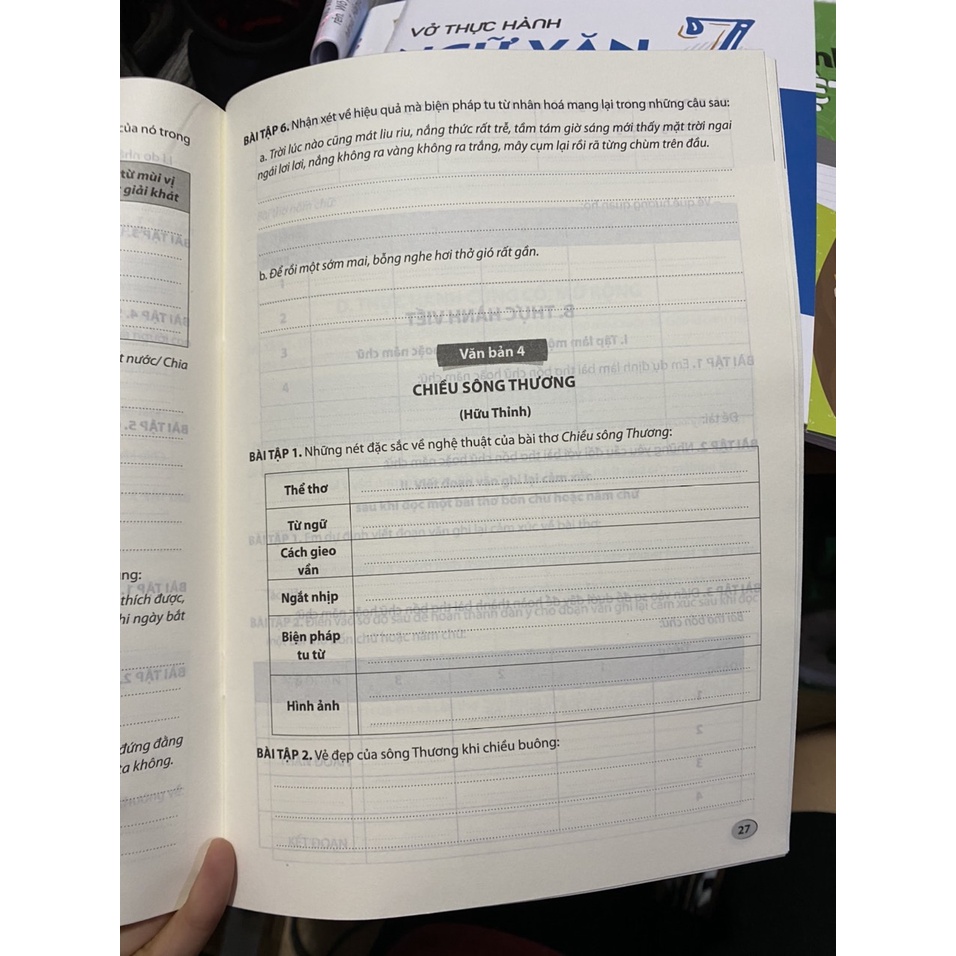 VỞ THỰC HÀNH
NGỮ VĂN
của nó trong
từ mùi vị
giải khát
t nước/ Chia
ng:
thích được,
hi ngày bắt
đứng đằng
ta không.
BÀI TẬP 6. Nhận xét về hiệu quả mà biện pháp tu từ nhân hoá mang lại trong những câu sau:
a. Trời lúc nào cũng mát liu riu, nắng thức rất trễ, tầm tám giờ sáng mới thấy mặt trời ngai
ngái lơi lơi, nắng không ra vàng không ra trắng, mây cụm lại rồi rã từng chùm trên đầu.
b. Để rồi một sớm mai, bỗng nghe hơi thở gió rất gần.
Văn bản 4
CHIỀU SÔNG THƯƠNG
(Hữu Thỉnh)
BÀI TẬP 1. Những nét đặc sắc về nghệ thuật của bài thơ Chiều sông Thương:
Thể thơ
Từ ngữ
Cách gieo
vần
Ngắt nhịp
Biện pháp
tu từ
Hình ảnh
BÀI TẬP 2. Vẻ đẹp của sông Thương khi chiều buông:
27